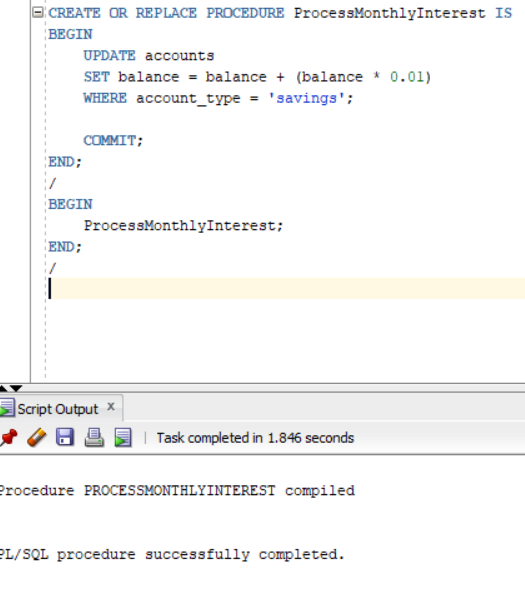 CREATE OR REPLACE PROCEDURE ProcessMonthlyInterest IS
BEGIN
UPDATE accounts
SET balance = balance + (balance * 0.01)
WHERE account_type = 'savings';
COMMIT;
END;
/
BEGIN
ProcessMonthlyInterest;
END;
/
Script Output x
Task completed in 1.846 seconds
Procedure PROCESSMONTHLYINTEREST compiled
PL/SQL procedure successfully completed.